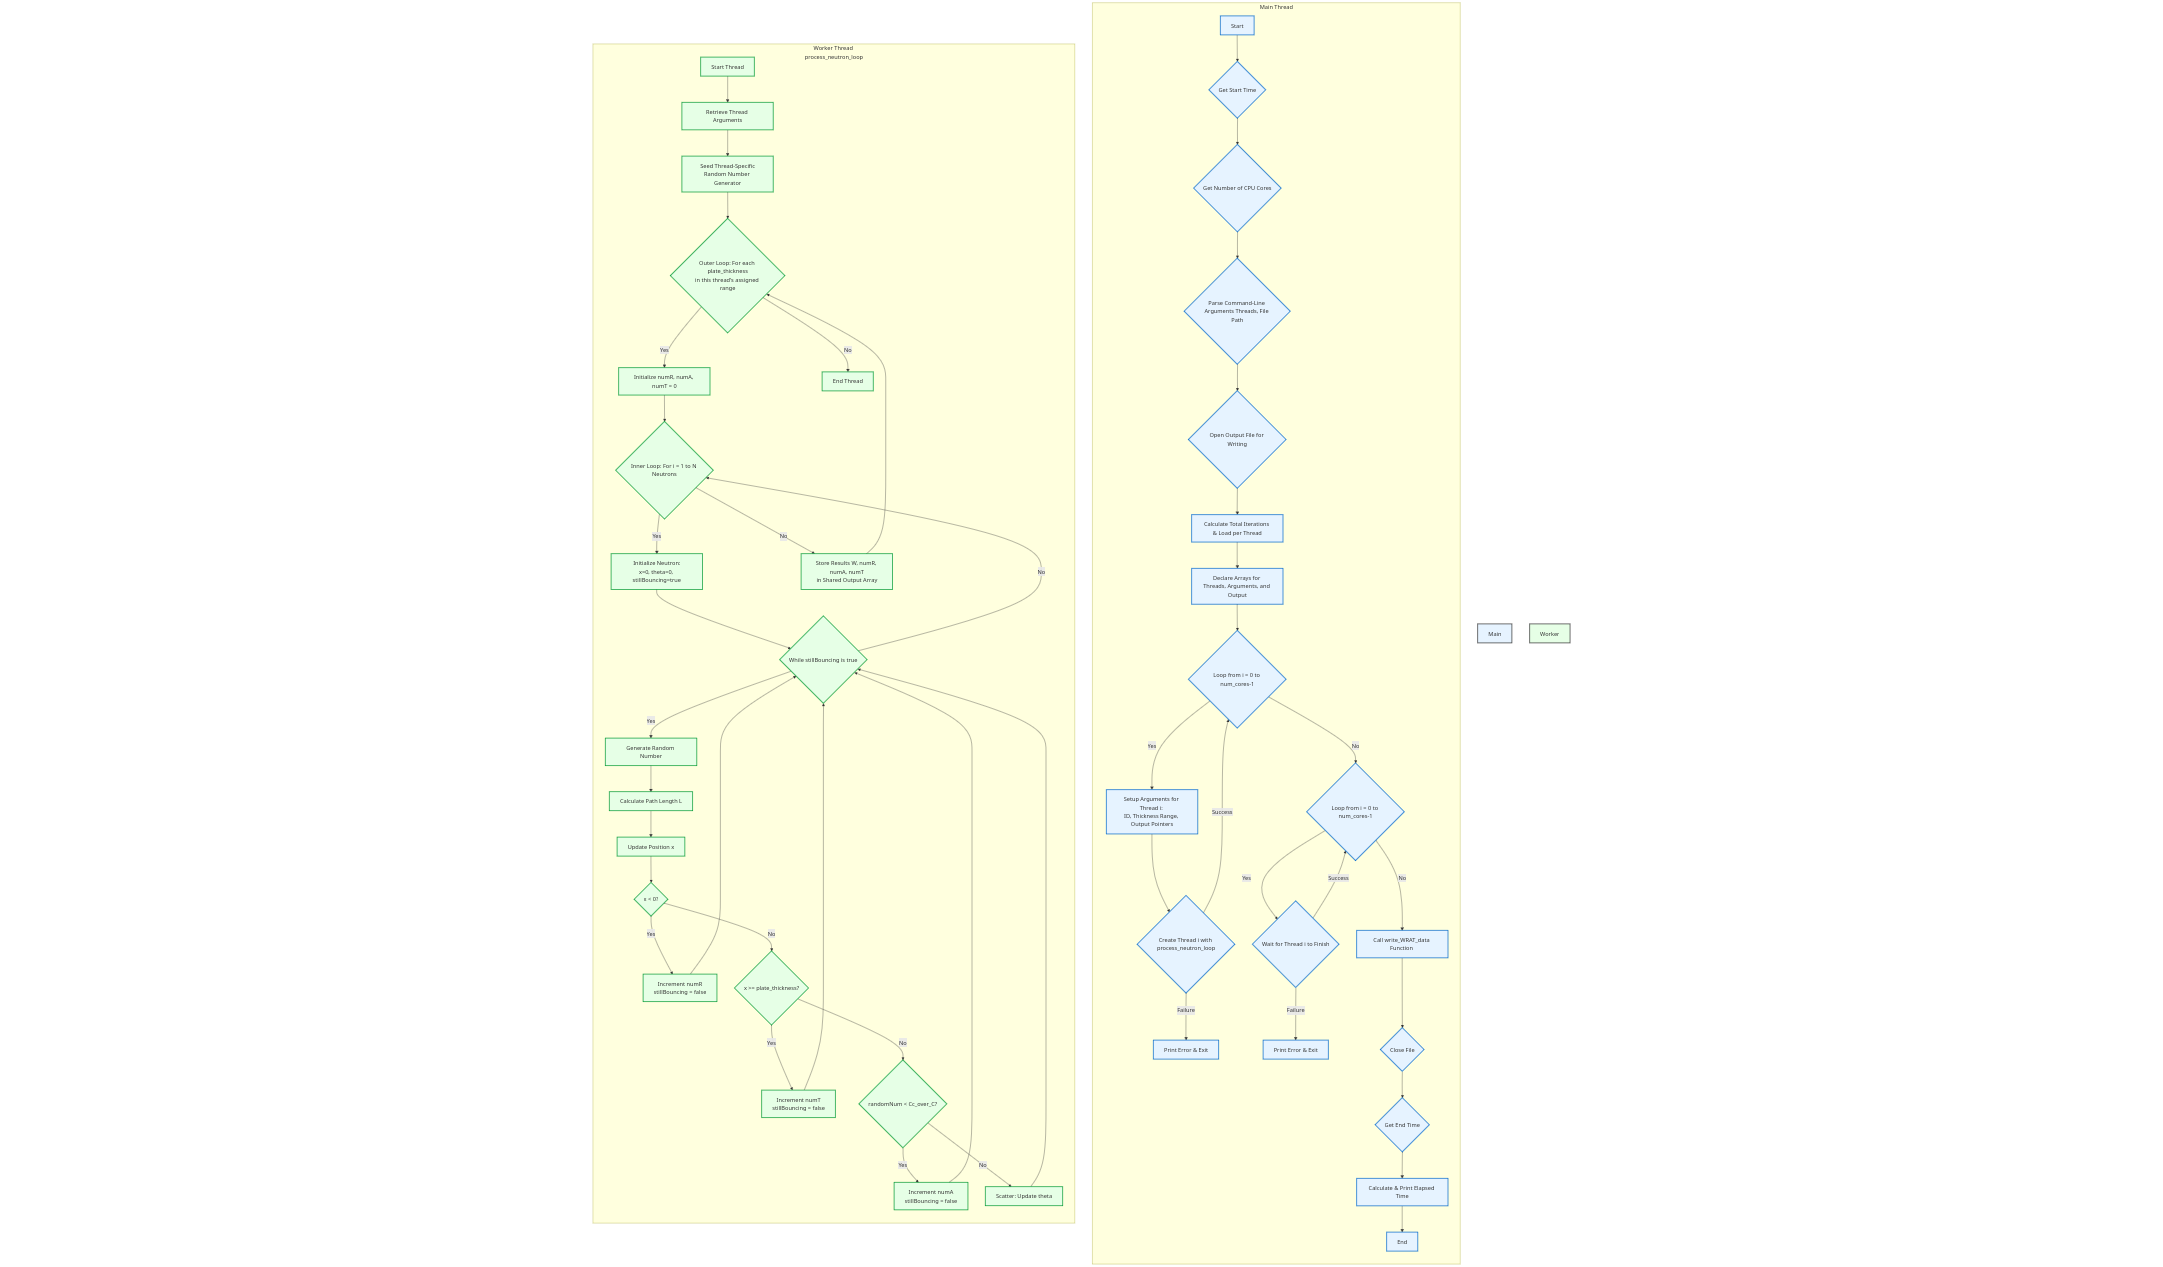 Worker Thread
process_neutron_loop
Start Thread
Retrieve Thread
Arguments
Seed Thread-Specific
Random Number
Generator
Outer Loop: For each
plate_thickness
in this thread's assigned
range
Yes
No
Initialize numR, numA,
numT = 0
End Thread
Inner Loop: For i = 1 to N
Neutrons
Yes
No
Initialize Neutron:
x=0, theta=0,
stillBouncing=true
Store Results W, numR,
numA, numT
in Shared Output Array
No
While stillBouncing is true
Yes
Generate Random
Number
Calculate Path Length L
Update Position x
x < 0?
Yes
No
Increment numR
stillBouncing = false
x >= plate_thickness?
Yes
No
Increment numT
stillBouncing = false
randomNum < Cc_over_C?
Yes
No
Increment numA
stillBouncing = false
Scatter: Update theta
Main Thread
Start
Get Start Time
Get Number of CPU Cores
Parse Command-Line
Arguments Threads, File
Path
Open Output File for
Writing
Calculate Total Iterations
& Load per Thread
Declare Arrays for
Threads, Arguments, and
Output
Loop from i = 0 to
num_cores-1
Yes
No
Setup Arguments for
Thread i:
ID, Thickness Range,
Output Pointers
Success
Loop from i = 0 to
num_cores-1
Yes
Success
No
Create Thread i with
process_neutron_loop
Wait for Thread i to Finish
Call write_WRAT_data
Function
Failure
Failure
Print Error & Exit
Print Error & Exit
Close File
Get End Time
Calculate & Print Elapsed
Time
End
Main
Worker